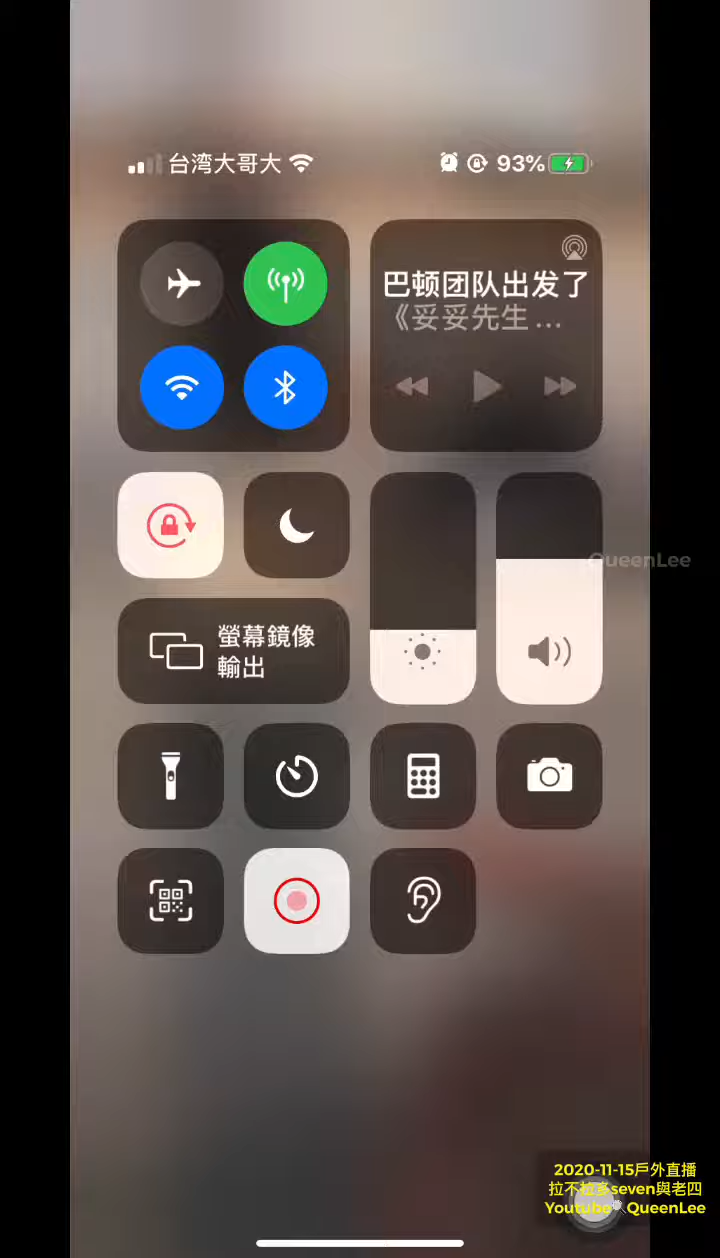 台湾大哥大
93%
巴顿团队出发了
《妥妥先生 ...
QueenLee
螢幕鏡像
輸出
2020-11-15戶外直播
拉不拉多seven與老四
Youtube QueenLee